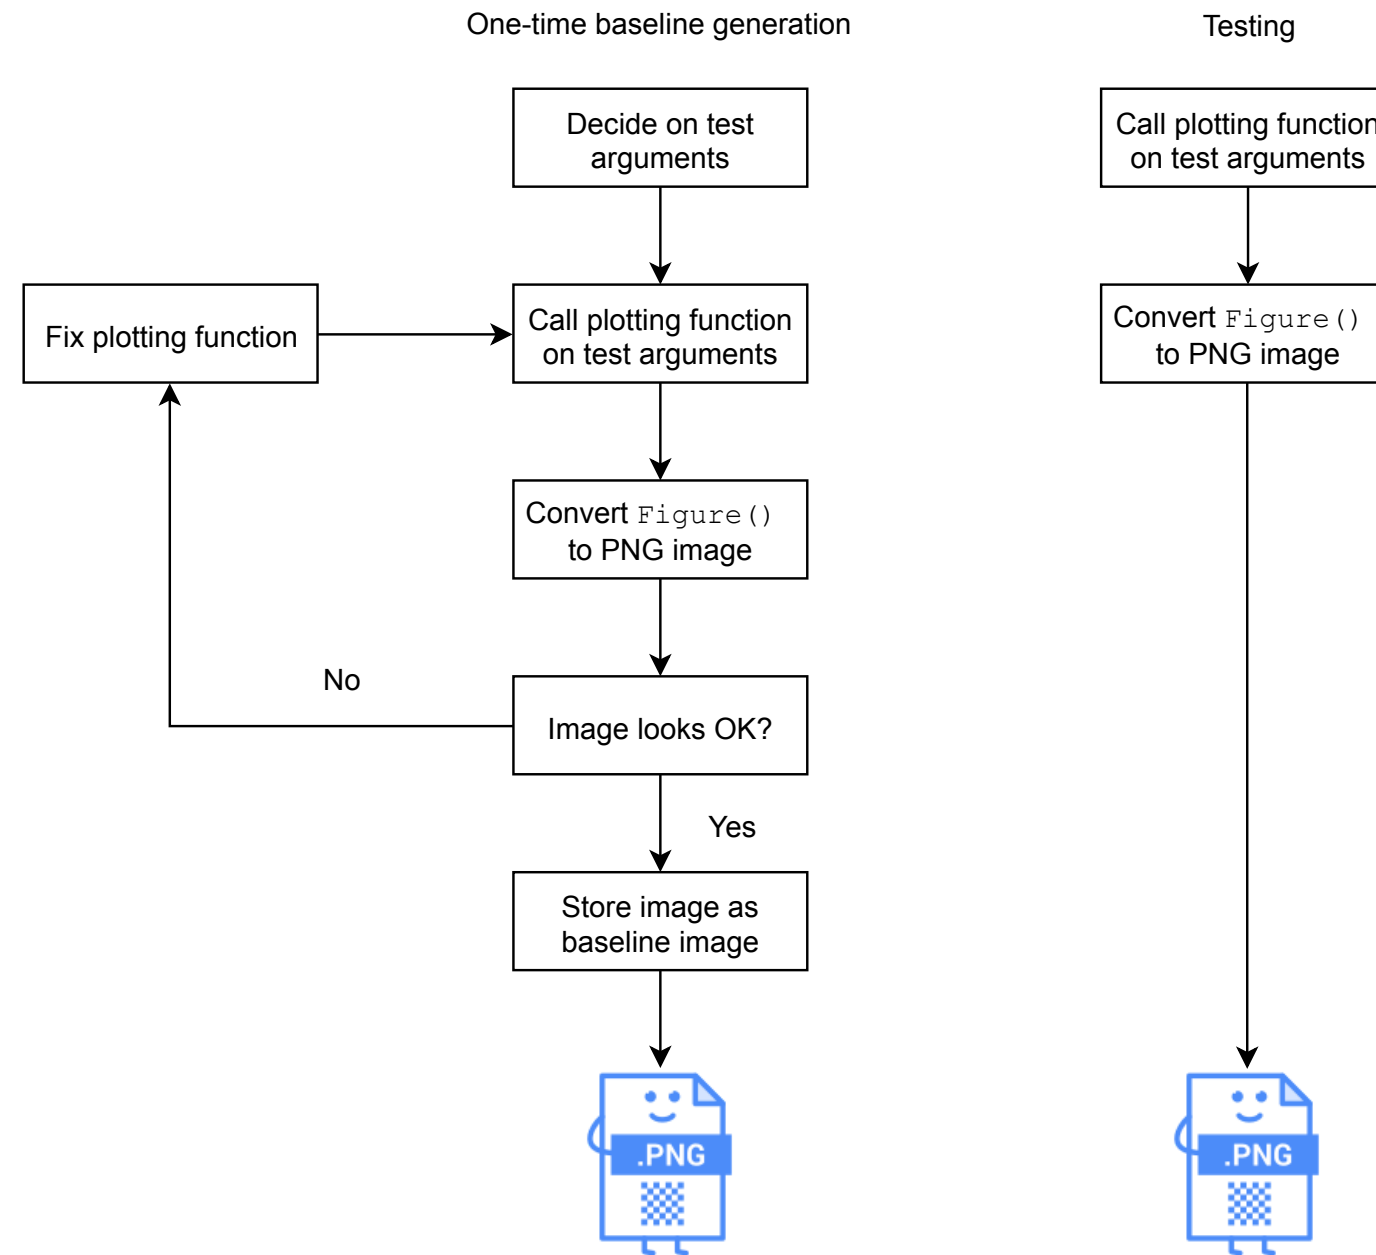 One-time baseline generation
Testing
Decide on test
arguments
Call plotting function
on test arguments
Fix plotting function
Call plotting function
on test arguments
Convert Figure()
to PNG image
Convert Figure()
to PNG image
No
Image looks OK?
Yes
Store image as
baseline image
.PNG
.PNG